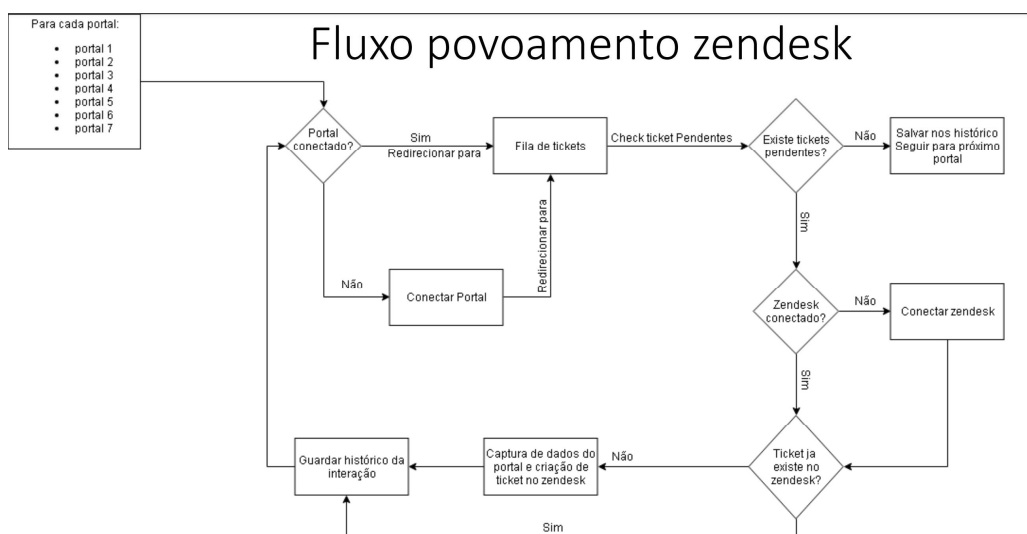 Para cada portal:
• portal 1
• portal 2
• portal 3
• portal 4
• portal 5
• portal 6
• portal 7
Fluxo povoamento zendesk
Portal
conectado?
Sim
Redirecionar para
Fila de tickets
Check ticket Pendentes
Existe tickets
pendentes?
Não
Salvar nos histórico
Seguir para próximo
portal
Não
Conectar Portal
Redirecionar para
Sim
Zendesk
conectado?
Não
Conectar zendesk
Sim
Ticket ja
existe no
zendesk?
Não
Captura de dados do
portal e criação de
ticket no zendesk
Guardar histórico da
interação
Sim